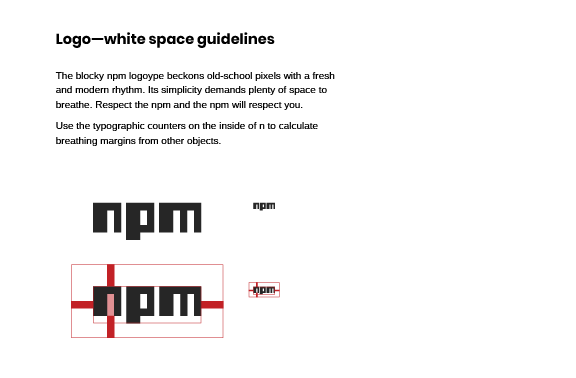 Logo—white space guidelines
The blocky npm logoype beckons old-school pixels with a fresh
and modern rhythm. Its simplicity demands plenty of space to
breathe. Respect the npm and the npm will respect you.
Use the typographic counters on the inside of n to calculate
breathing margins from other objects.
npm npm
npm npm